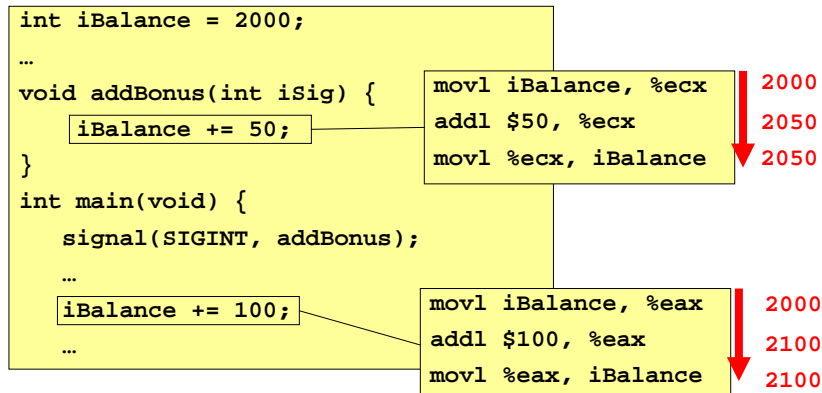 int iBalance = 2000;
…
void addBonus(int iSig) {
iBalance += 50;
}
int main(void) {
signal(SIGINT, addBonus);
…
iBalance += 100;
…
movl iBalance, %ecx 2000
addl $50, %ecx 2050
movl %ecx, iBalance 2050
movl iBalance, %eax 2000
addl $100, %eax 2100
movl %eax, iBalance 2100